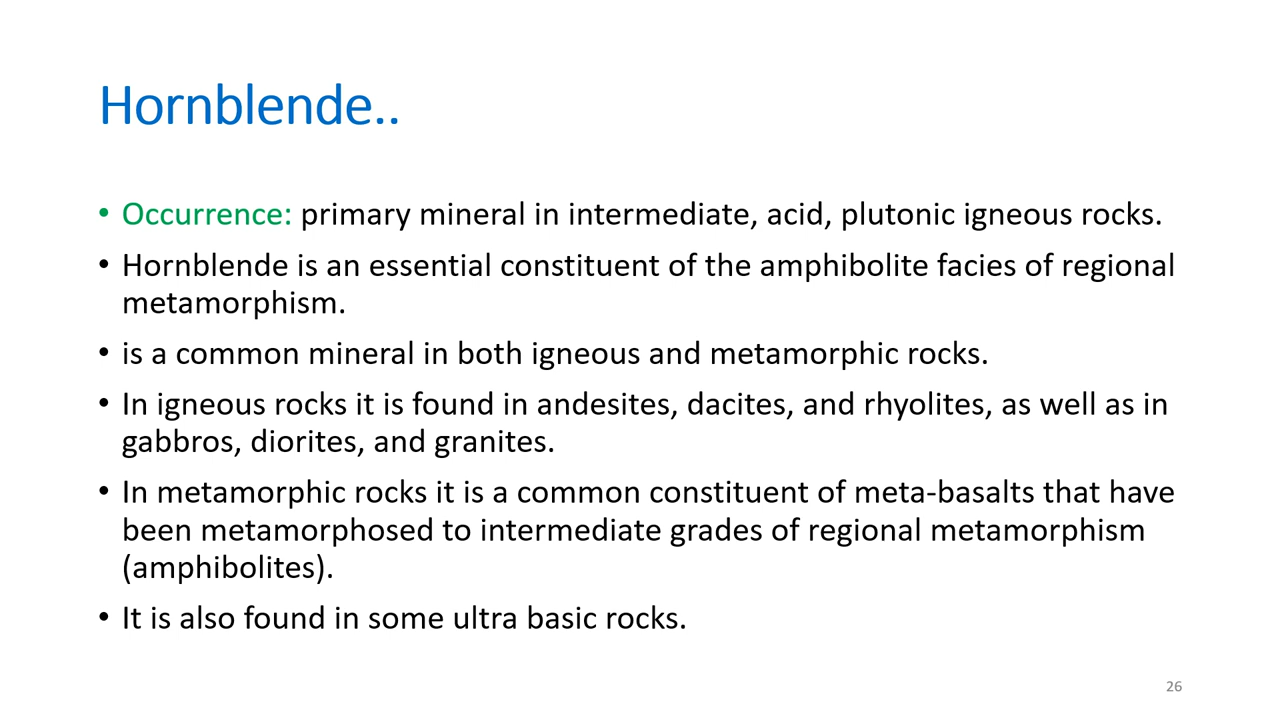 Hornblende..
• Occurrence: primary mineral in intermediate, acid, plutonic igneous rocks.
• Hornblende is an essential constituent of the amphibolite facies of regional
metamorphism.
• is a common mineral in both igneous and metamorphic rocks.
• In igneous rocks it is found in andesites, dacites, and rhyolites, as well as in
gabbros, diorites, and granites.
• In metamorphic rocks it is a common constituent of meta-basalts that have
been metamorphosed to intermediate grades of regional metamorphism
(amphibolites).
• It is also found in some ultra basic rocks.
26